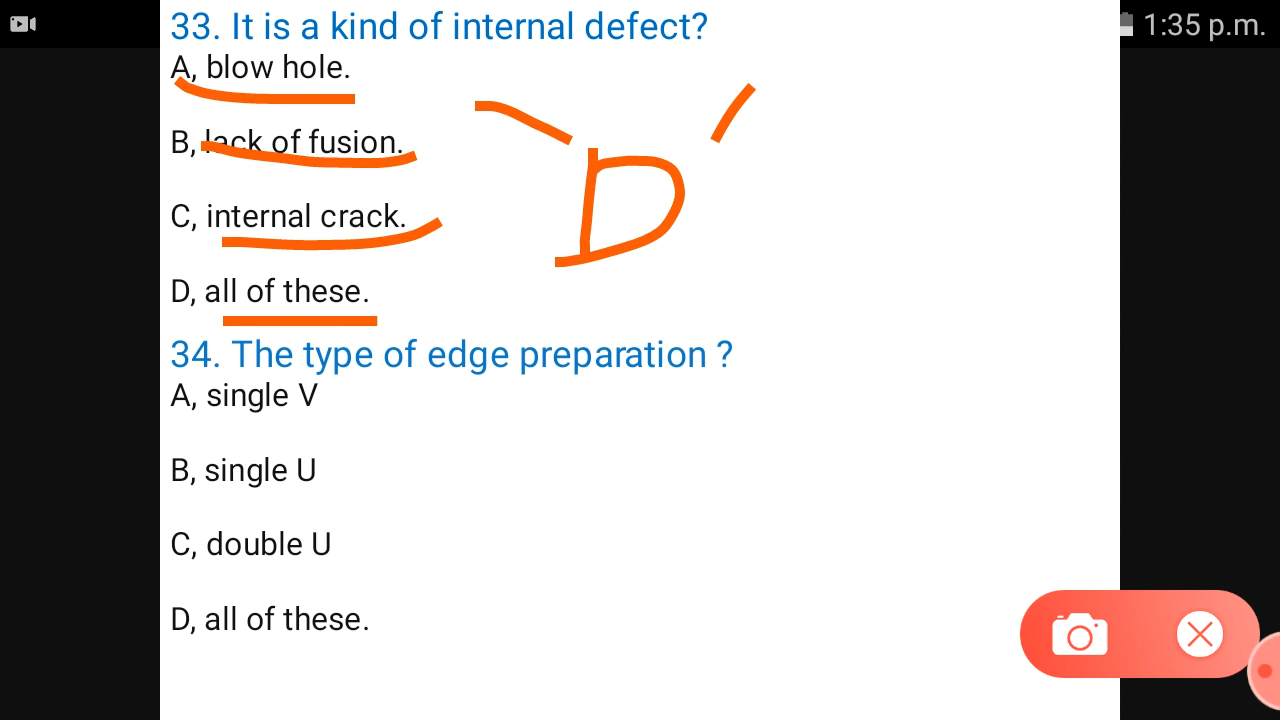 1:35 p.m.
33. It is a kind of internal defect?
A, blow hole.
B, lack of fusion.
C, internal crack.
D
D, all of these.
34. The type of edge preparation ?
A, single V
B, single U
C, double U
D, all of these.